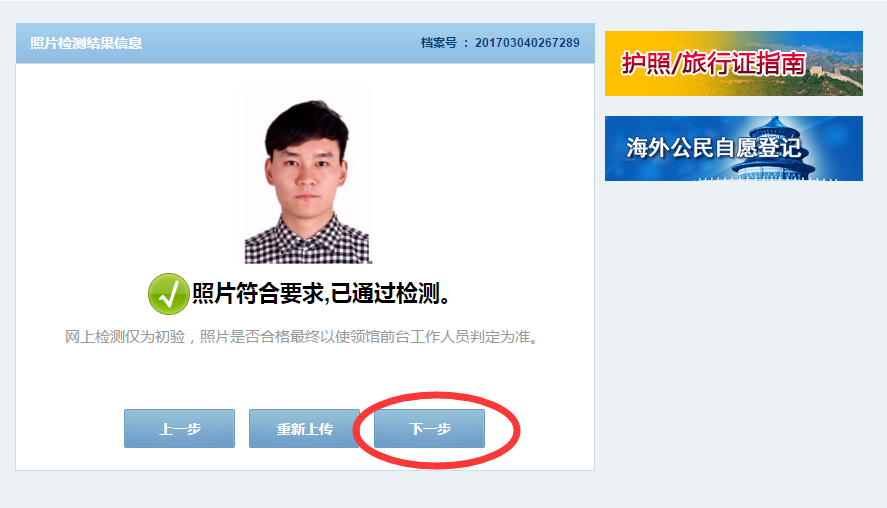 照片检测结果信息
档案号 ： 201703040267289
护照/旅行证指南
海外公民自愿登记
照片符合要求,已通过检测。
网上检测仅为初验，照片是否合格最终以使领馆前台工作人员判定为准。
上一步
重新上传
下一步